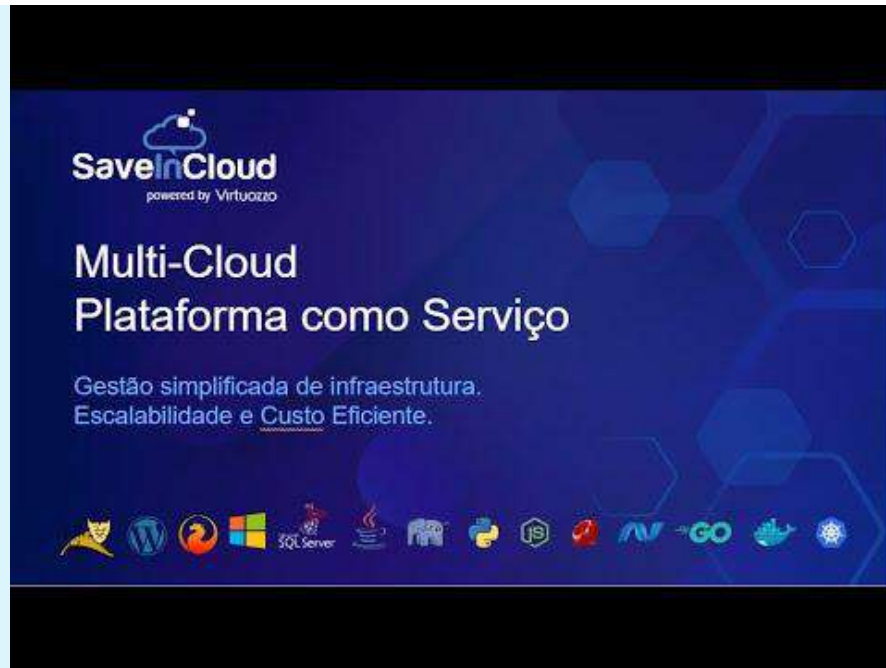 SaveInCloud
powered by Virtuozzo
Multi-Cloud
Plataforma como Serviço
Gestão simplificada de infraestrutura.
Escalabilidade e Custo Eficiente.
SQL Server
JS
GO